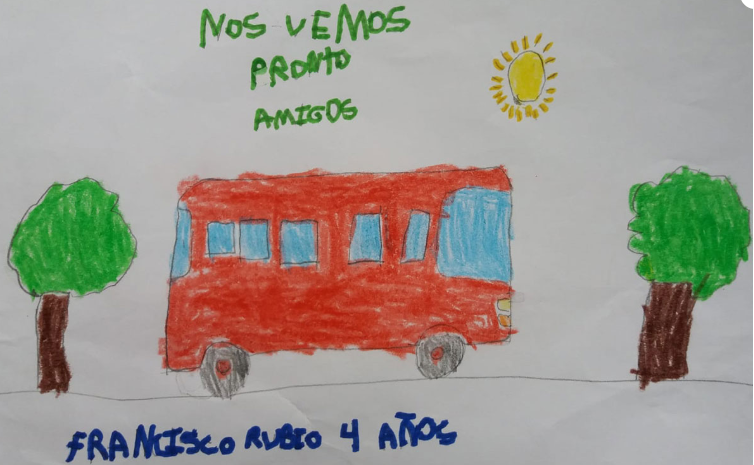 NOS VEMOS
PRONTO
AMIGOS
FRANCISCO RUBIO 4 AÑOS